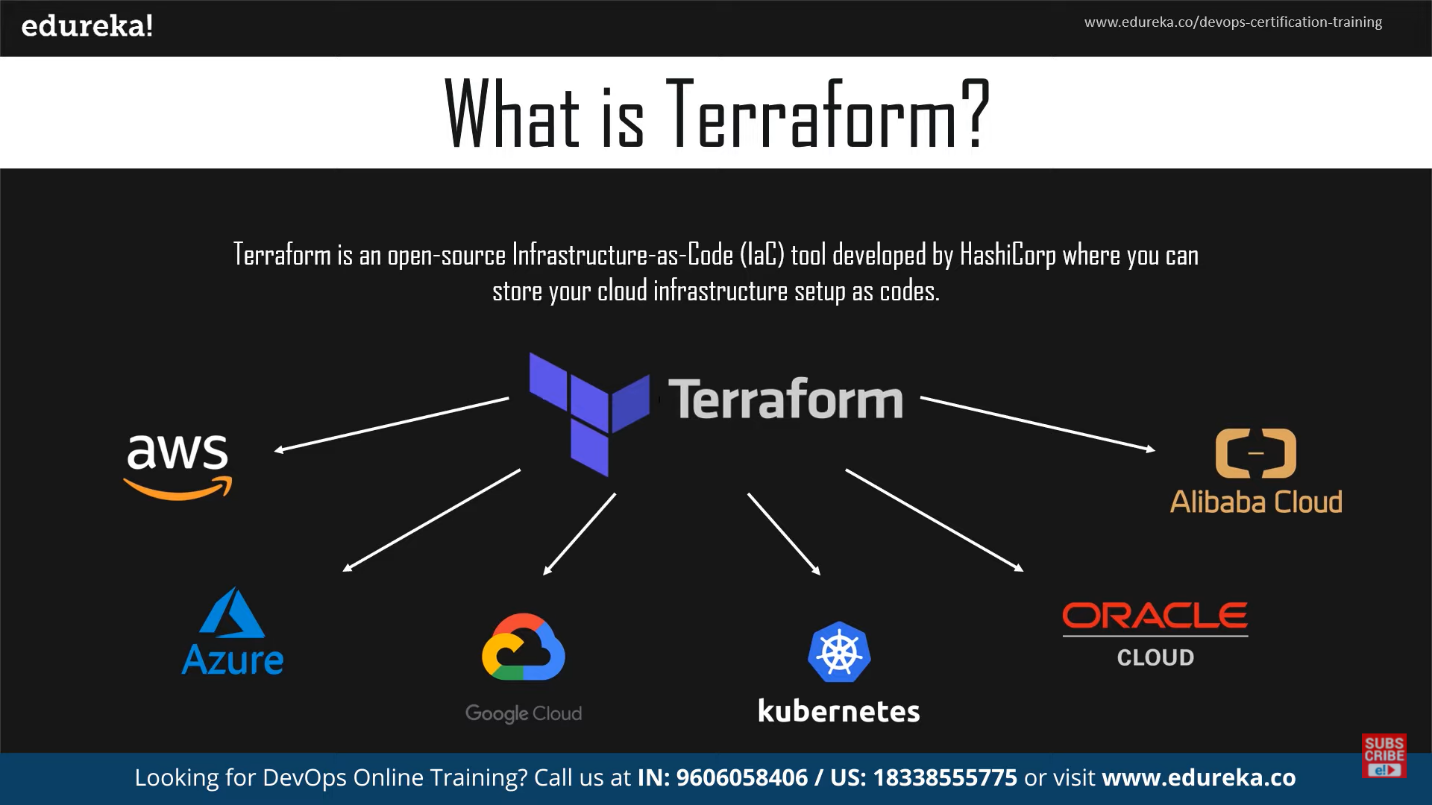 edureka!
www.edureka.co/devops-certification-training
What is Terraform?
Terraform is an open-source Infrastructure-as-Code (IaC) tool developed by HashiCorp where you can
store your cloud infrastructure setup as codes.
Terraform
aws
Alibaba Cloud
Azure
Google Cloud
kubernetes
ORACLE
CLOUD
SUBS
CRIBE
e!
Looking for DevOps Online Training? Call us at IN: 9606058406 / US: 18338555775 or visit www.edureka.co